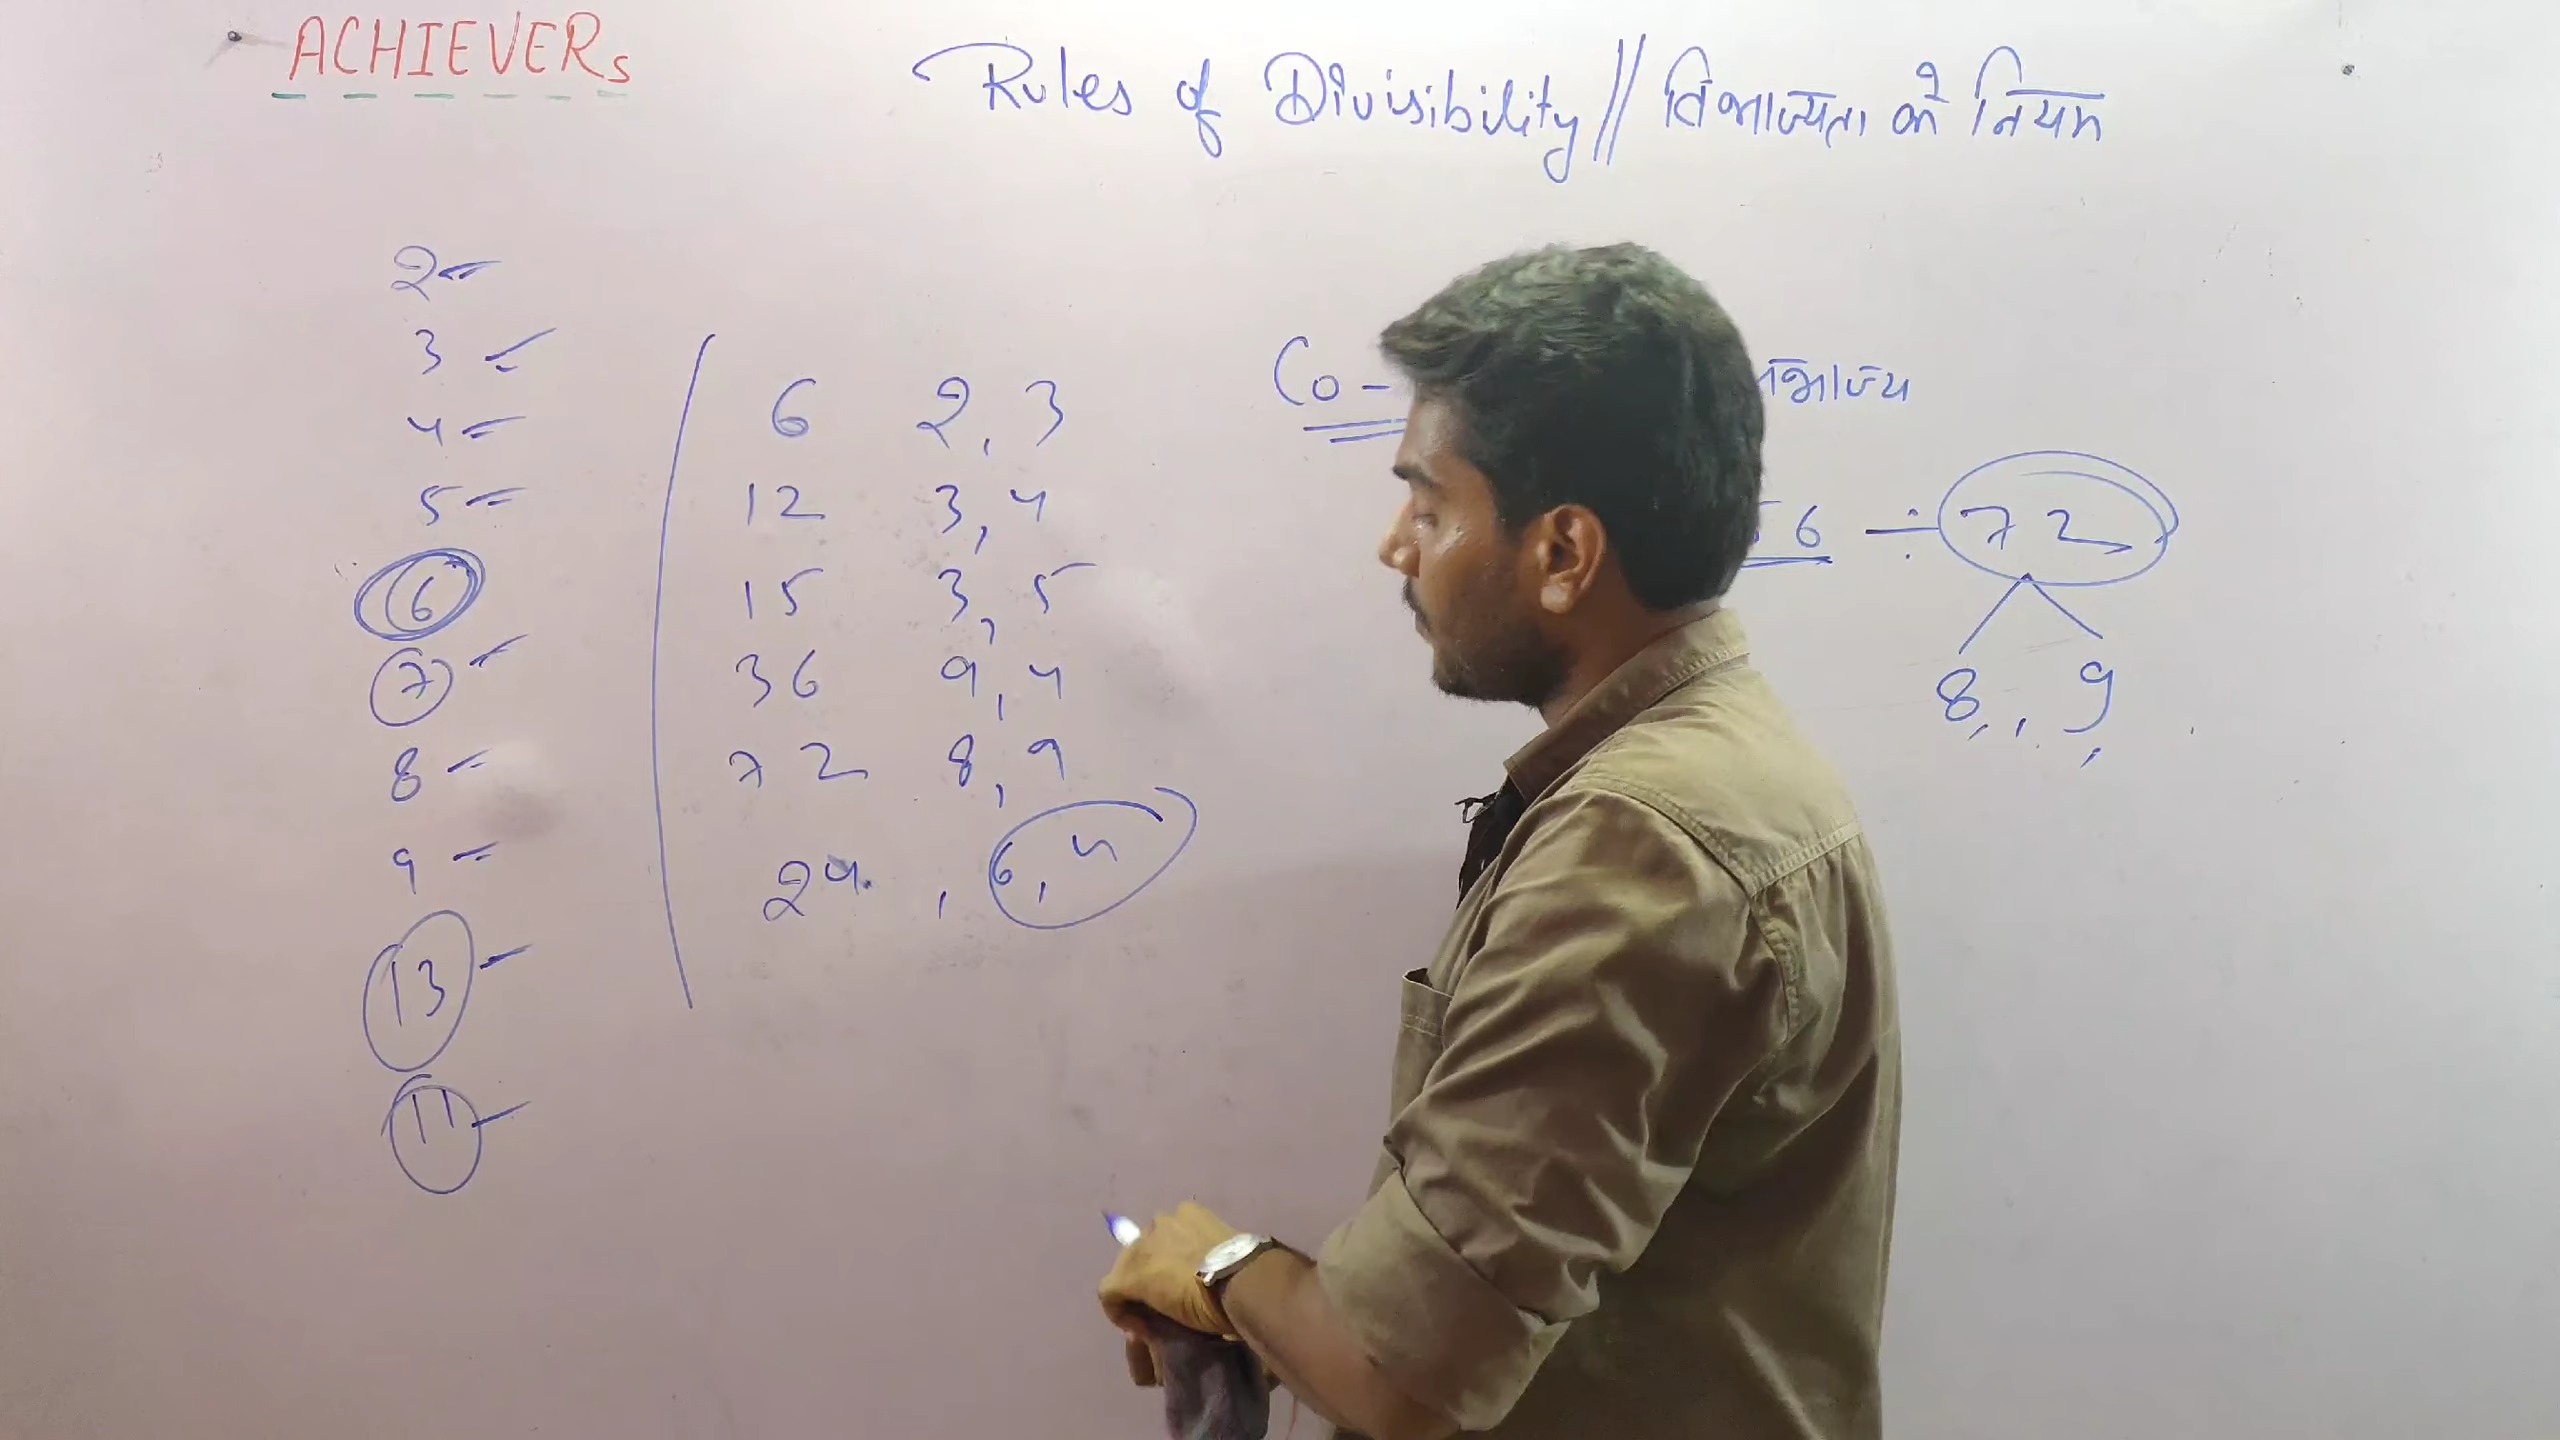 ACHIEVERs
Rules of Divisibility // विभाज्यता के नियम
2
3
4
5
6
7
8
9
13
11
6 2, 3
12 3, 4
15 3, 5
36 9, 4
72 8, 9
24 , 6, 4
Co-
6 ÷ 72
8, 9